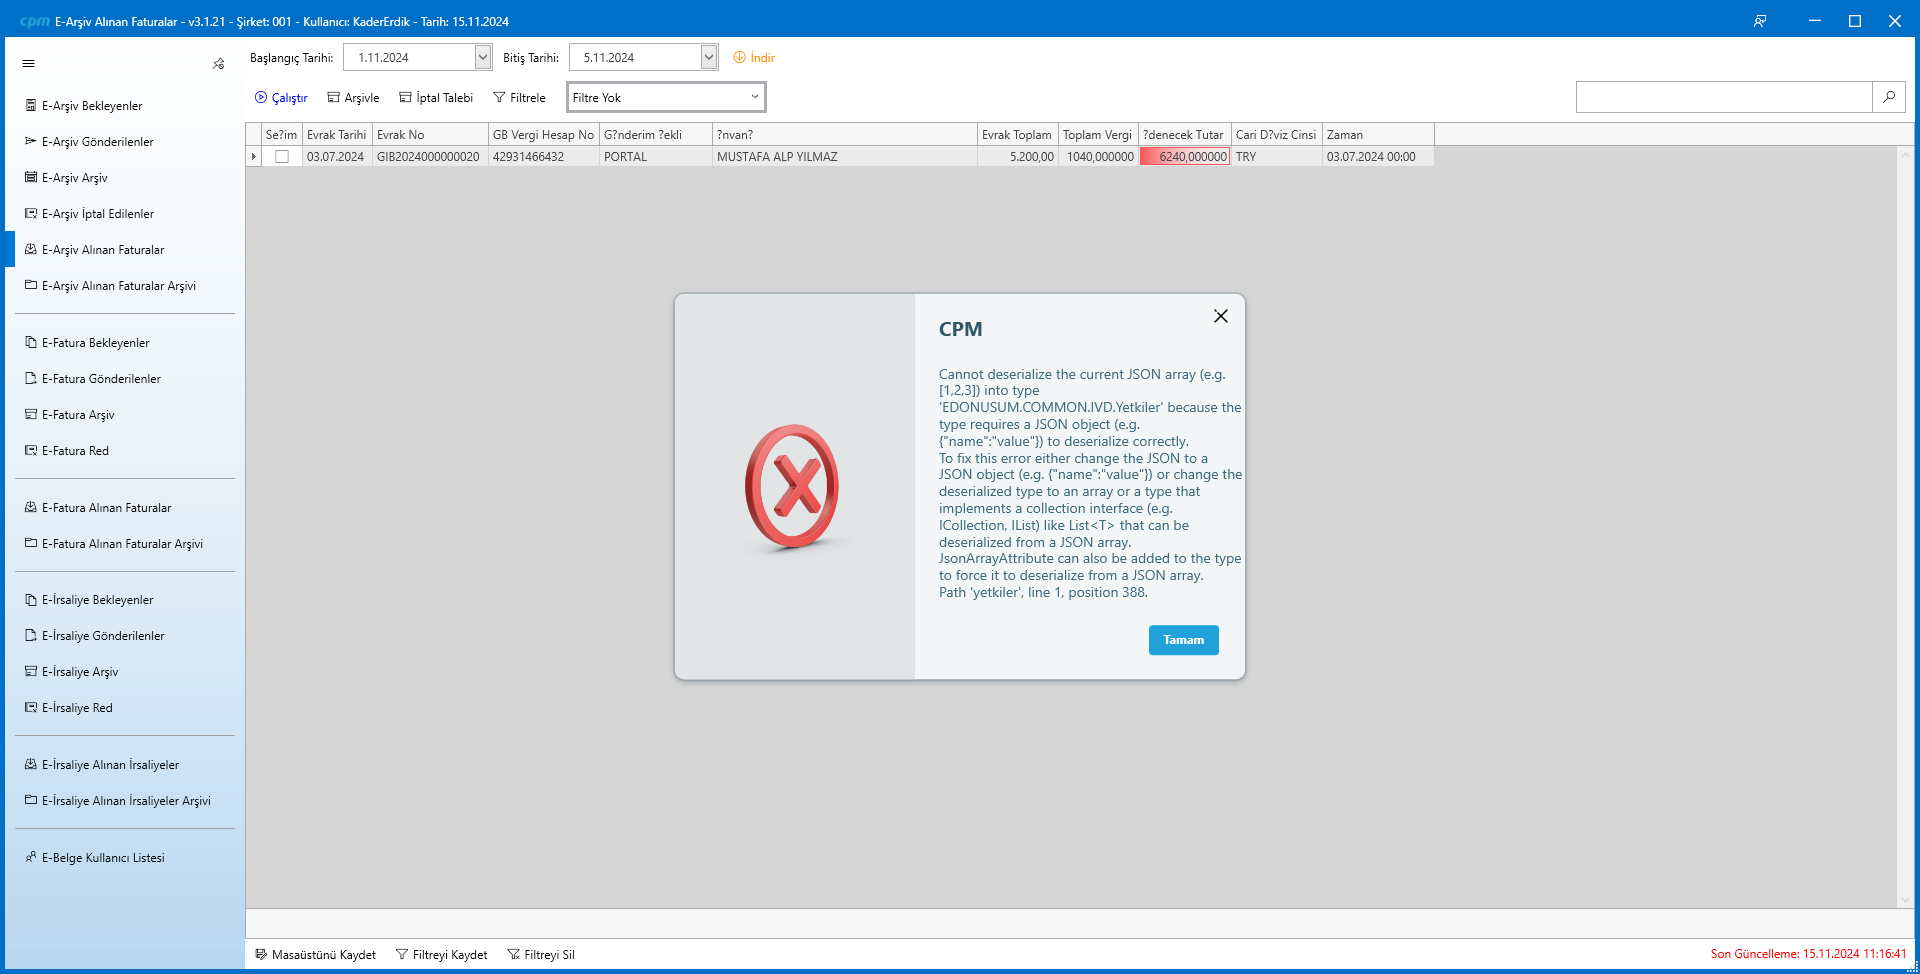 cpm E-Arşiv Alınan Faturalar - v3.1.21 - Şirket: 001 - Kullanıcı: KaderErdik - Tarih: 15.11.2024
Başlangıç Tarihi: 1.11.2024 Bitiş Tarihi: 5.11.2024 İndir
Çalıştır Arşivle İptal Talebi Filtrele Filtre Yok
E-Arşiv Bekleyenler
E-Arşiv Gönderilenler
E-Arşiv Arşiv
E-Arşiv İptal Edilenler
E-Arşiv Alınan Faturalar
E-Arşiv Alınan Faturalar Arşivi
E-Fatura Bekleyenler
E-Fatura Gönderilenler
E-Fatura Arşiv
E-Fatura Red
E-Fatura Alınan Faturalar
E-Fatura Alınan Faturalar Arşivi
E-İrsaliye Bekleyenler
E-İrsaliye Gönderilenler
E-İrsaliye Arşiv
E-İrsaliye Red
E-İrsaliye Alınan İrsaliyeler
E-İrsaliye Alınan İrsaliyeler Arşivi
E-Belge Kullanıcı Listesi
Se?im Evrak Tarihi Evrak No GB Vergi Hesap No G?nderim ?ekli ?nvan? Evrak Toplam Toplam Vergi ?denecek Tutar Cari D?viz Cinsi Zaman
03.07.2024 GIB2024000000020 42931466432 PORTAL MUSTAFA ALP YILMAZ 5.200,00 1040,000000 6240,000000 TRY 03.07.2024 00:00
CPM
Cannot deserialize the current JSON array (e.g.
[1,2,3]) into type
'EDONUSUM.COMMON.IVD.Yetkiler' because the
type requires a JSON object (e.g.
{"name":"value"}) to deserialize correctly.
To fix this error either change the JSON to a
JSON object (e.g. {"name":"value"}) or change the
deserialized type to an array or a type that
implements a collection interface (e.g.
ICollection, IList) like List<T> that can be
deserialized from a JSON array.
JsonArrayAttribute can also be added to the type
to force it to deserialize from a JSON array.
Path 'yetkiler', line 1, position 388.
Tamam
Masaüstünü Kaydet Filtreyi Kaydet Filtreyi Sil
Son Güncelleme: 15.11.2024 11:16:41